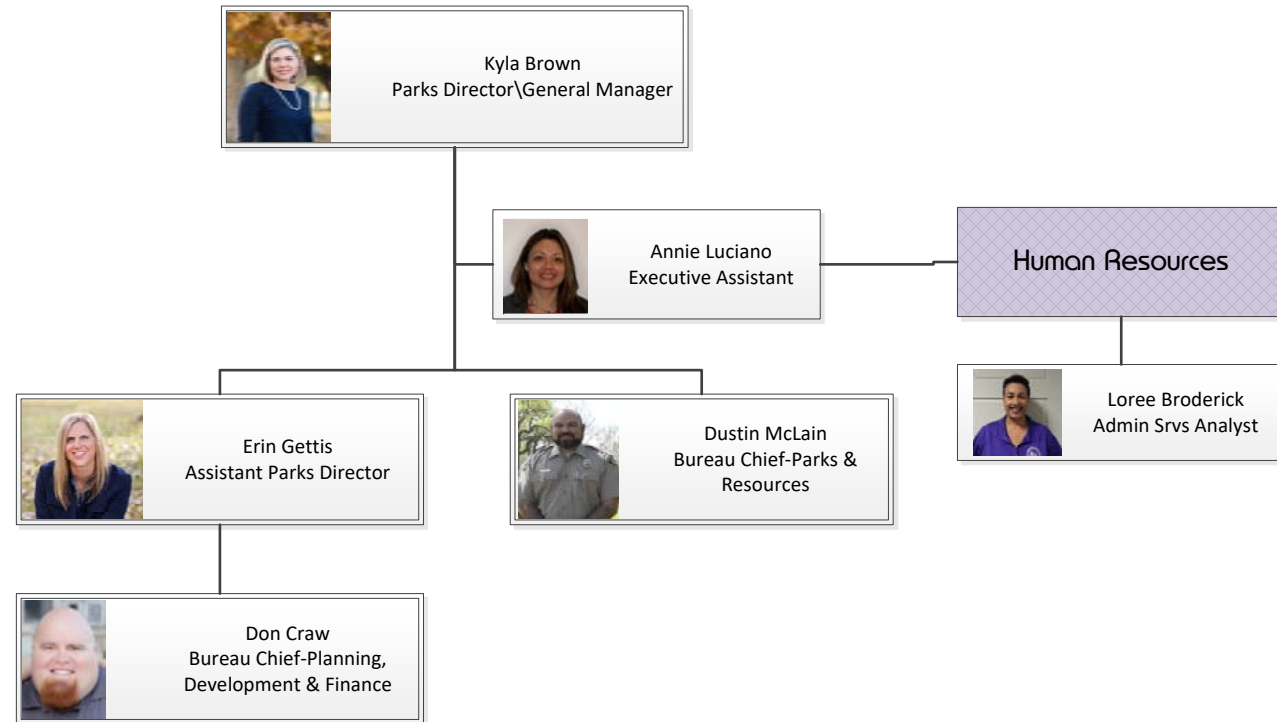 Kyla Brown
Parks Director\General Manager
Annie Luciano
Executive Assistant
Human Resources
Loree Broderick
Admin Srvs Analyst
Erin Gettis
Assistant Parks Director
Dustin McLain
Bureau Chief-Parks &
Resources
Don Craw
Bureau Chief-Planning,
Development & Finance